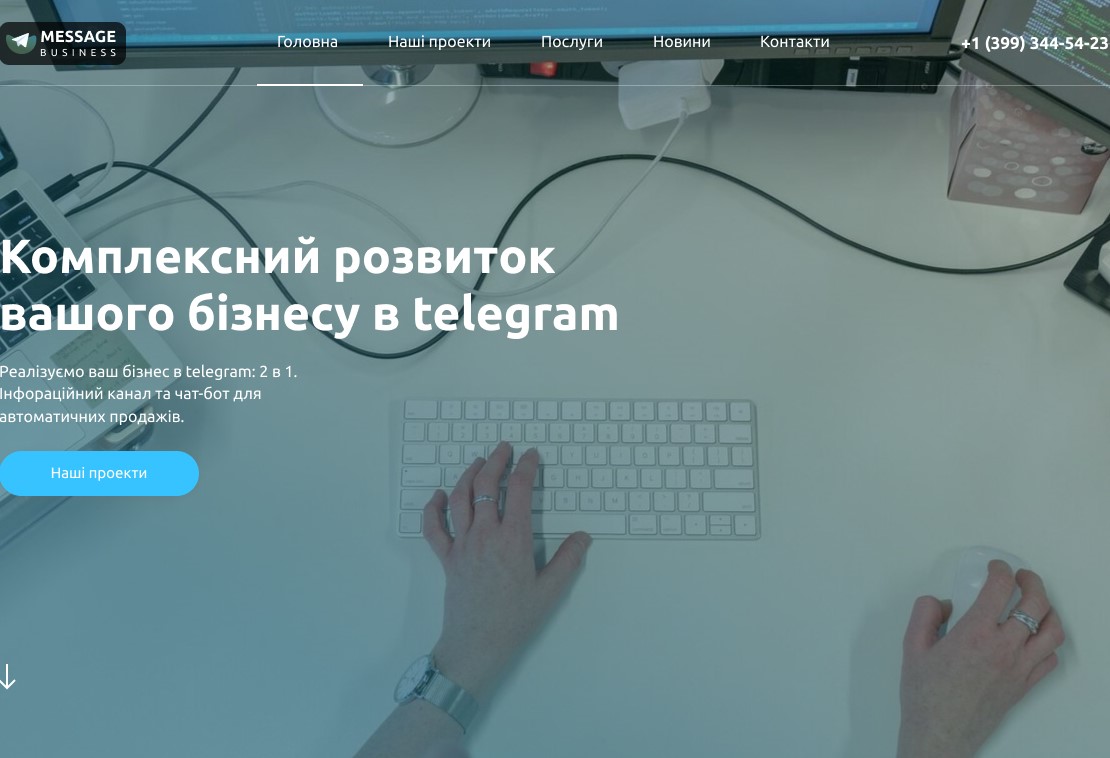 MESSAGE
BUSINESS
Головна
Наші проекти
Послуги
Новини
Контакти
+1 (399) 344-54-23
Комплексний розвиток
вашого бізнесу в telegram
Реалізуємо ваш бізнес в telegram: 2 в 1.
Інфораційний канал та чат-бот для
автоматичних продажів.
Наші проекти